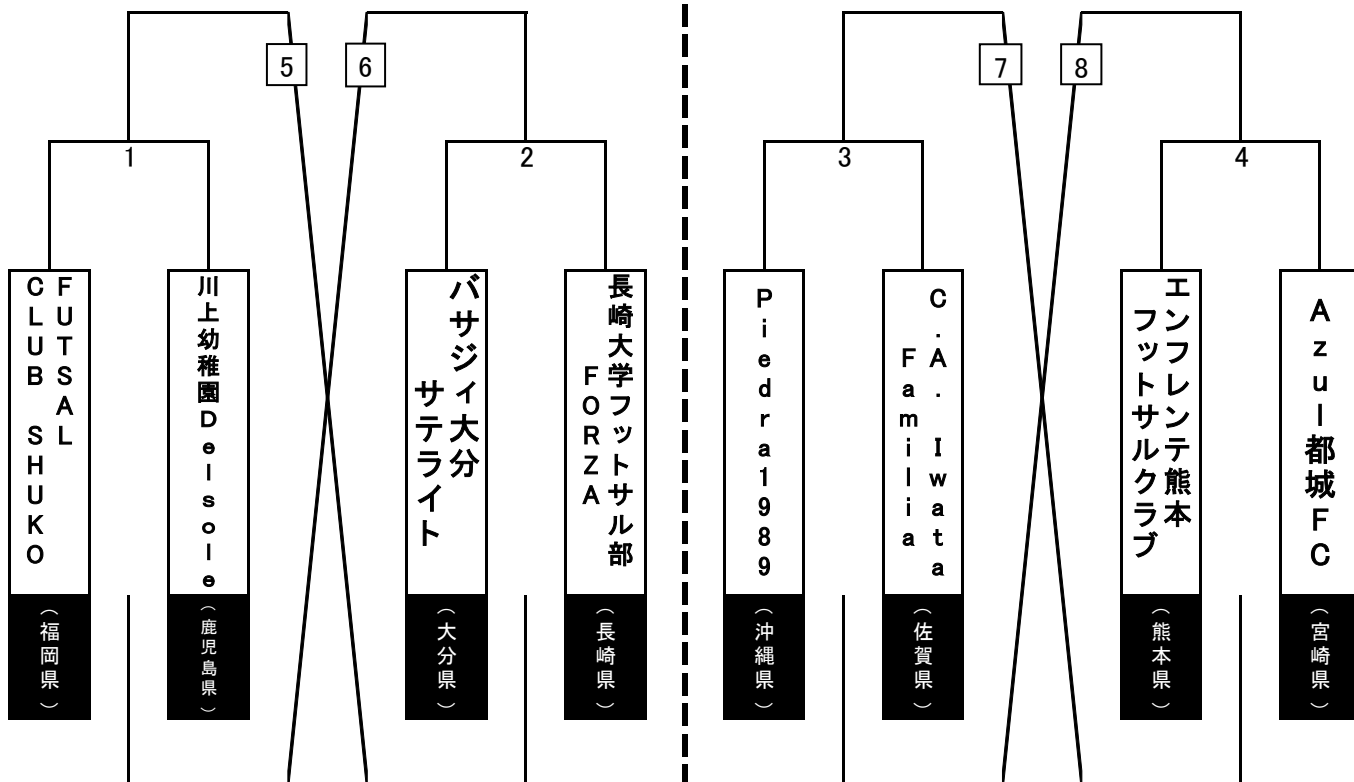 5
6
7
8
1
2
3
4
FUTSAL
CLUB SHUKO
川上幼稚園Delsole
バサジィ大分
サテライト
長崎大学フットサル部
FORZA
Piedra1989
C.A. Iwata
Familia
エンフレンテ熊本
フットサルクラブ
Azul都城FC
（福岡県）
（鹿児島県）
（大分県）
（長崎県）
（沖縄県）
（佐賀県）
（熊本県）
（宮崎県）